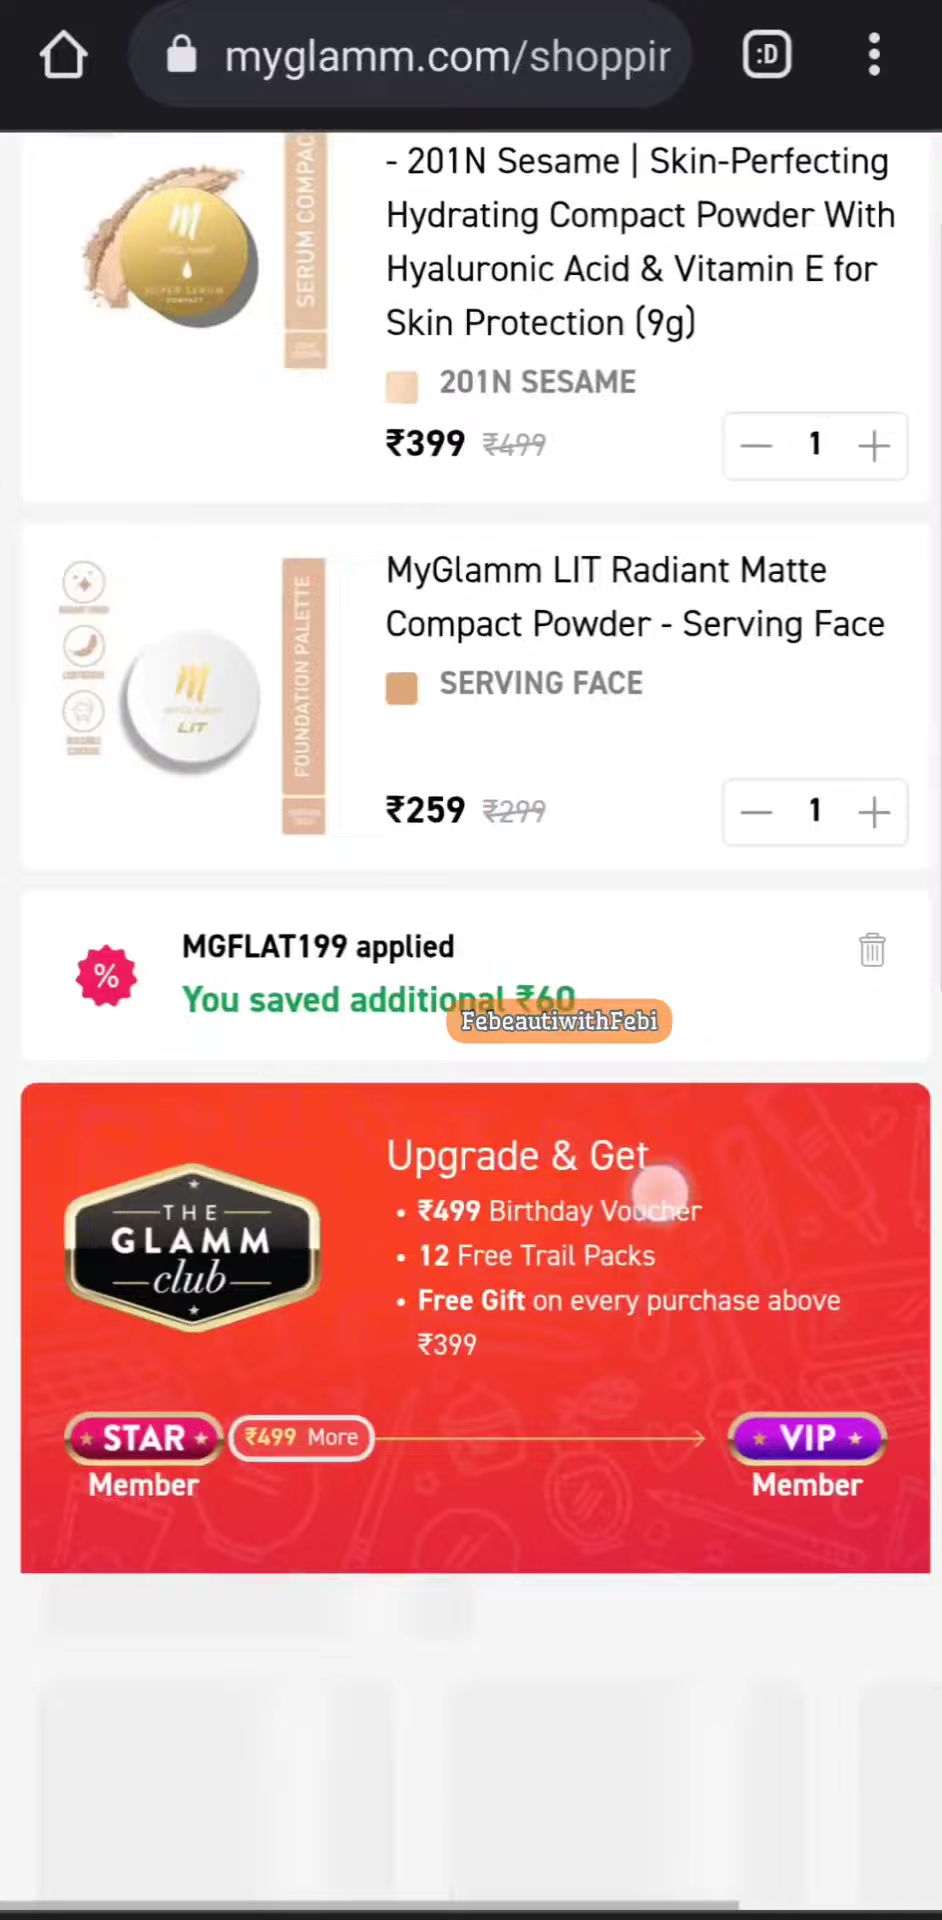 myglamm.com/shoppir
:D
- 201N Sesame | Skin-Perfecting
Hydrating Compact Powder With
Hyaluronic Acid & Vitamin E for
Skin Protection (9g)
SERUM COMPAC
201N SESAME
₹399 ₹499
1
MyGlamm LIT Radiant Matte
Compact Powder - Serving Face
FOUNDATION PALETTE
LIT
SERVING FACE
₹259 ₹299
1
MGFLAT199 applied
%
You saved additional ₹60
FebeautiwithFebi
Upgrade & Get
• ₹499 Birthday Voucher
• 12 Free Trail Packs
• Free Gift on every purchase above
₹399
THE
GLAMM
club
STAR
₹499 More
VIP
Member
Member